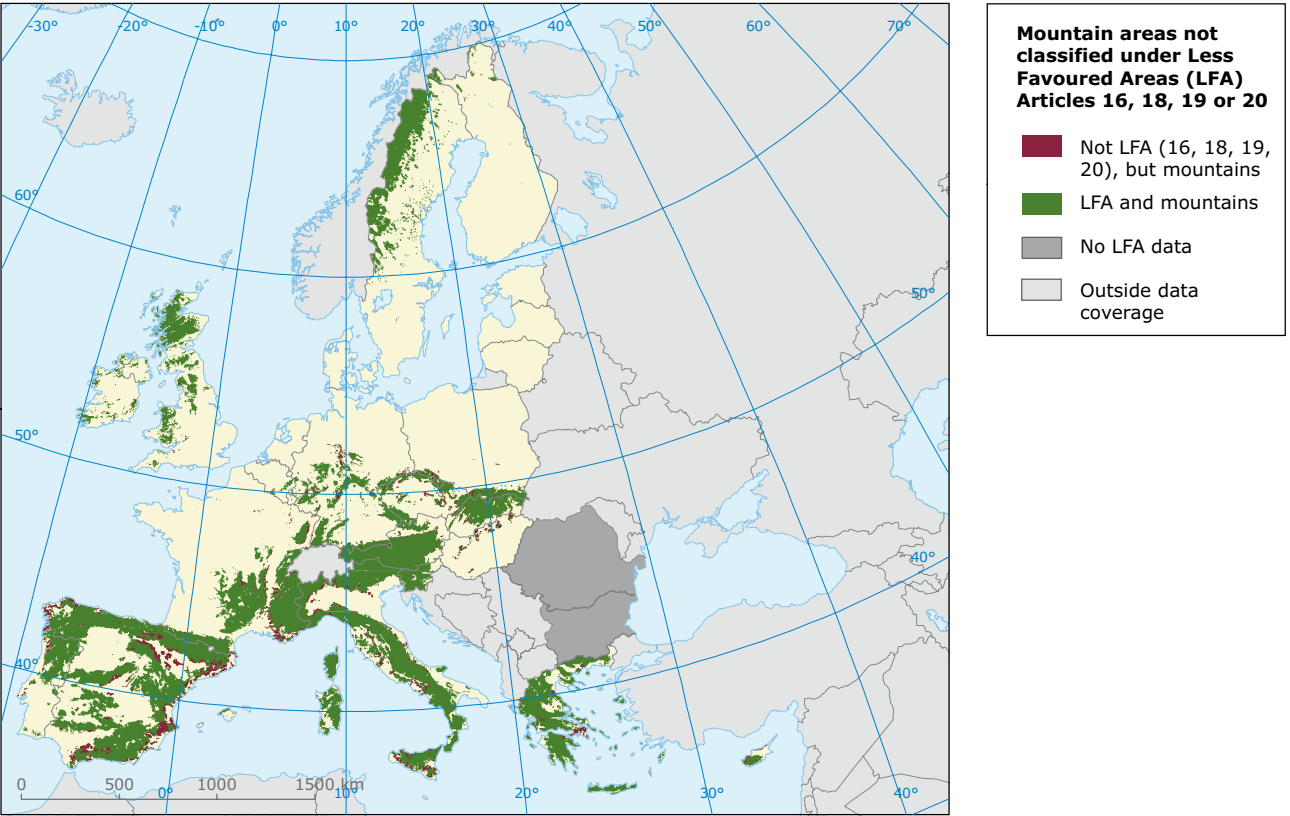 -30°
-20°
-10°
0°
10°
20°
30°
40°
50°
60°
70°
60°
50°
50°
40°
40°
0
500
1000
1500 km
0°
10°
20°
30°
40°
Mountain areas not
classified under Less
Favoured Areas (LFA)
Articles 16, 18, 19 or 20
Not LFA (16, 18, 19,
20), but mountains
LFA and mountains
No LFA data
Outside data
coverage